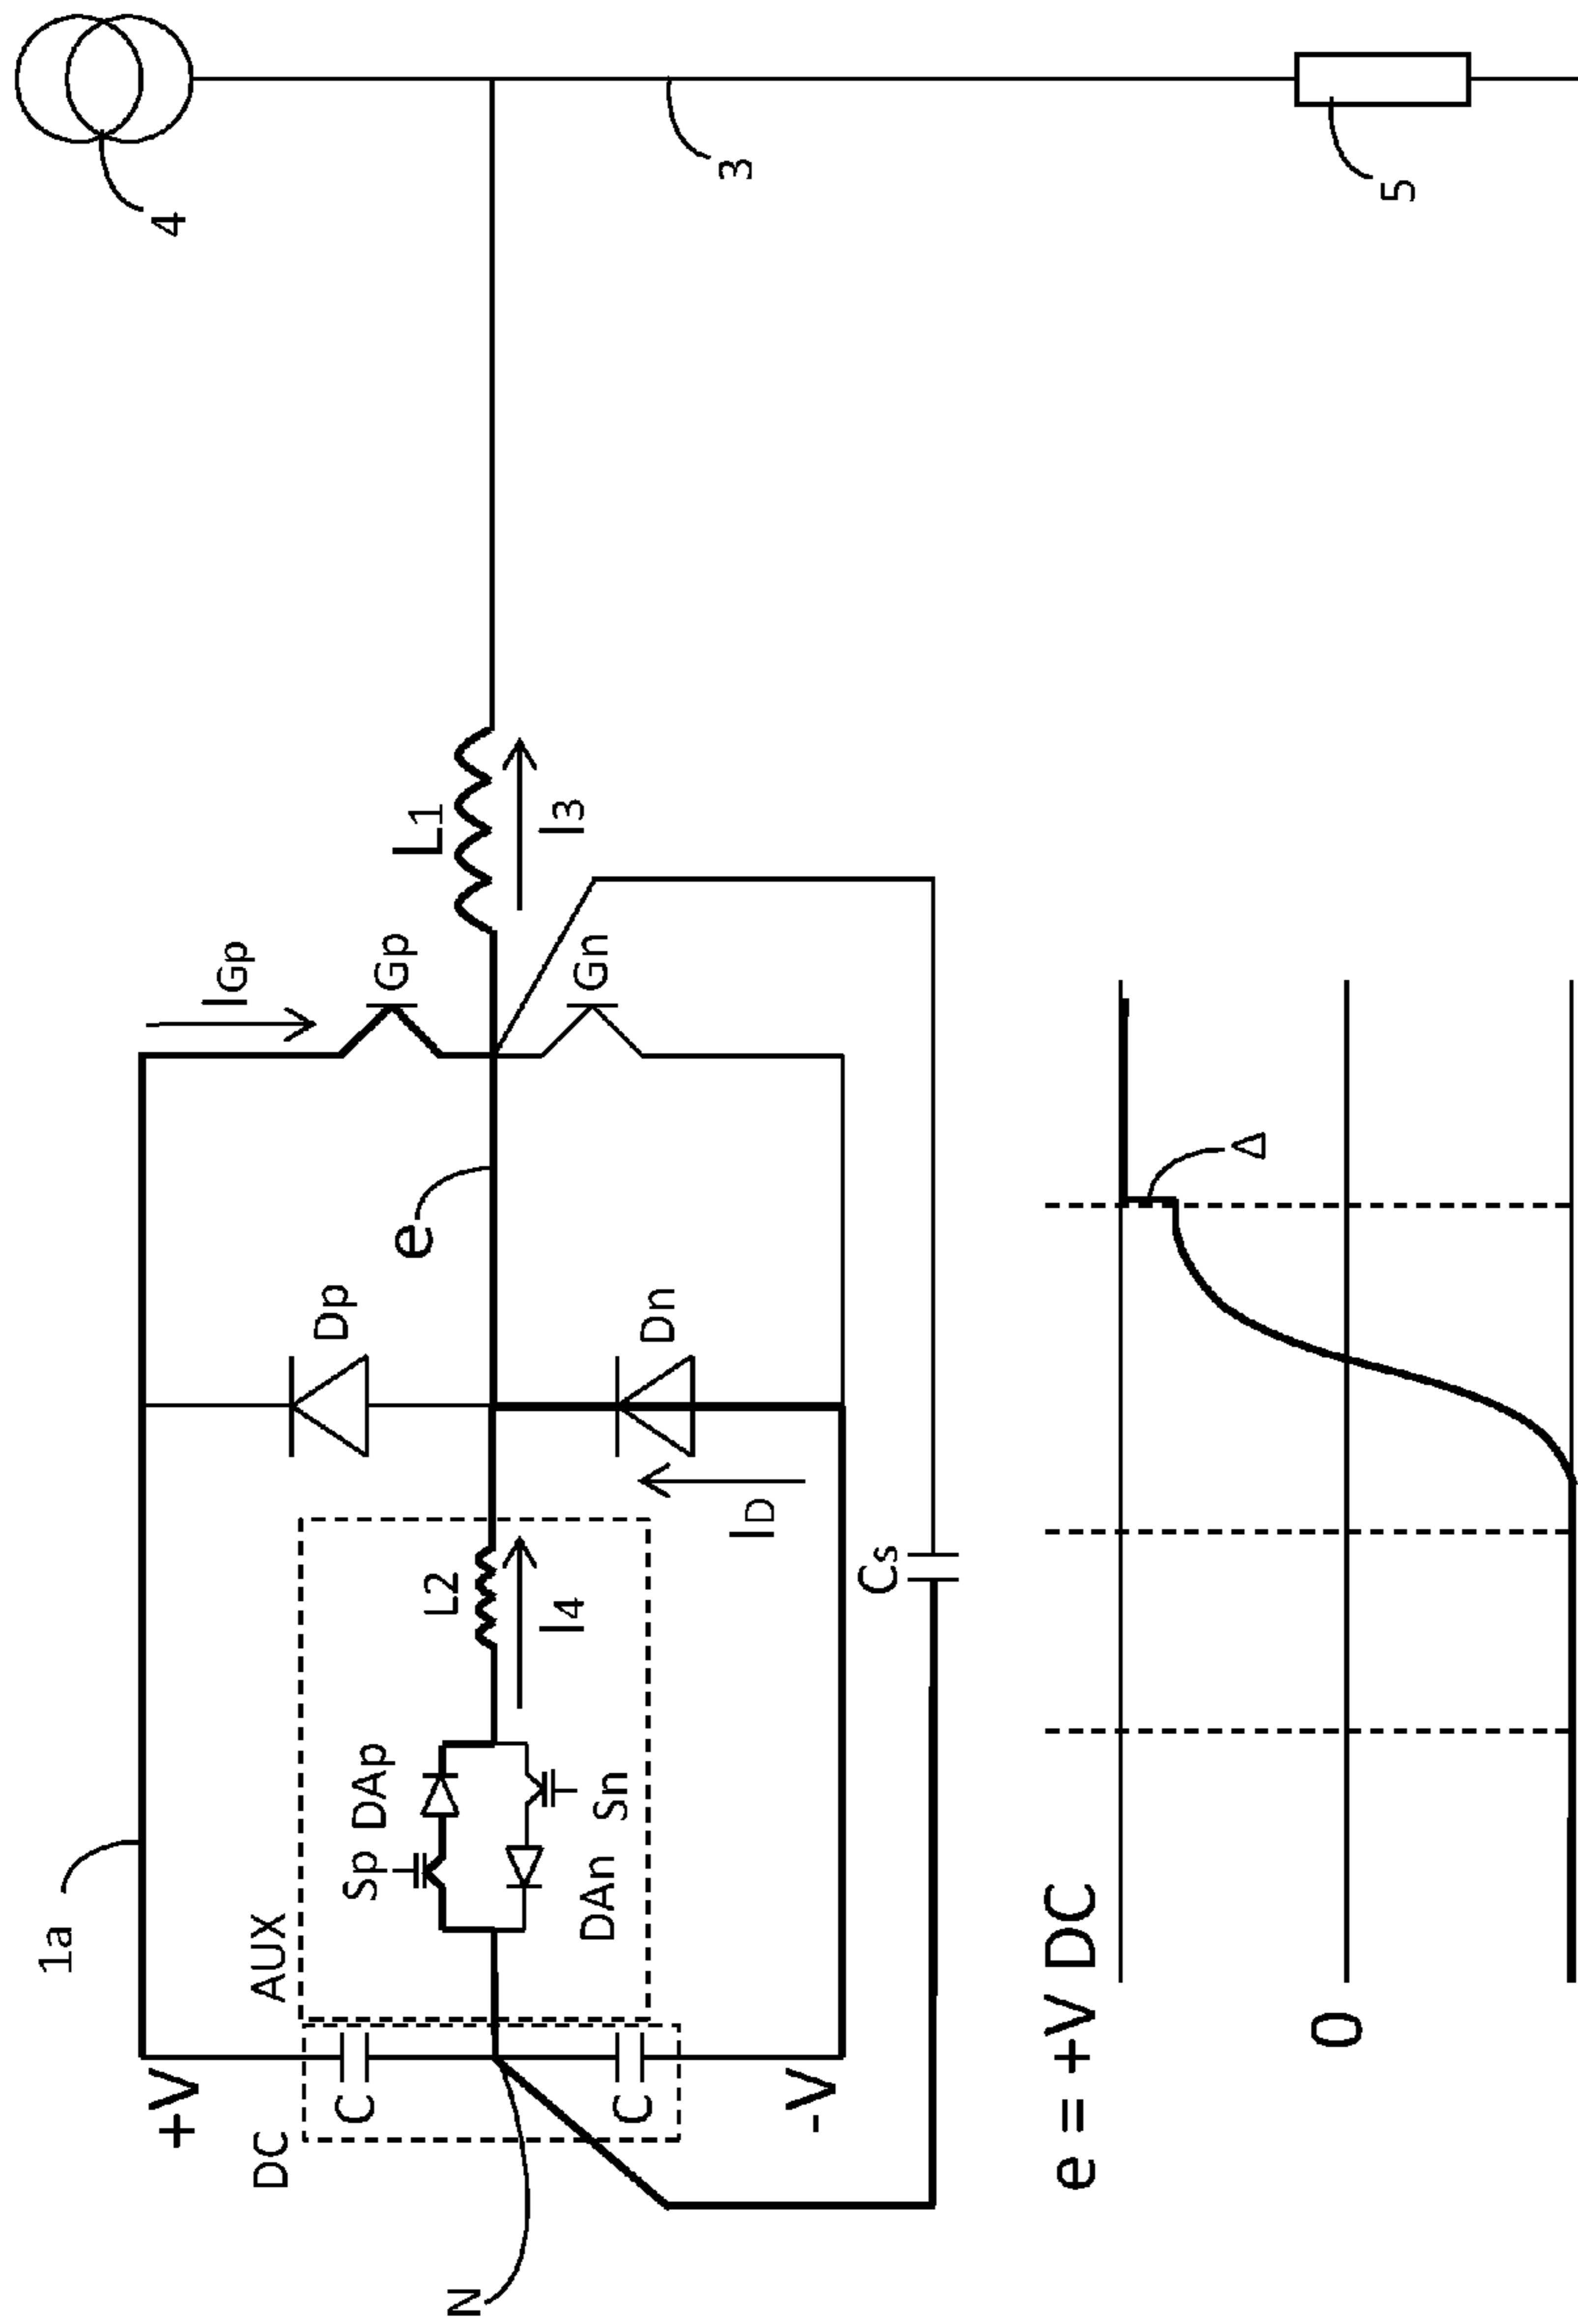 1a
4
+V
IGp
DC
AUX
Dp
C
Sp DAp
Gp
e
L1
L2
N
I4
I3
DAn
Sn
Gn
C
Dn
3
ID
-V
Cs
e = +V DC
Δ
0
5